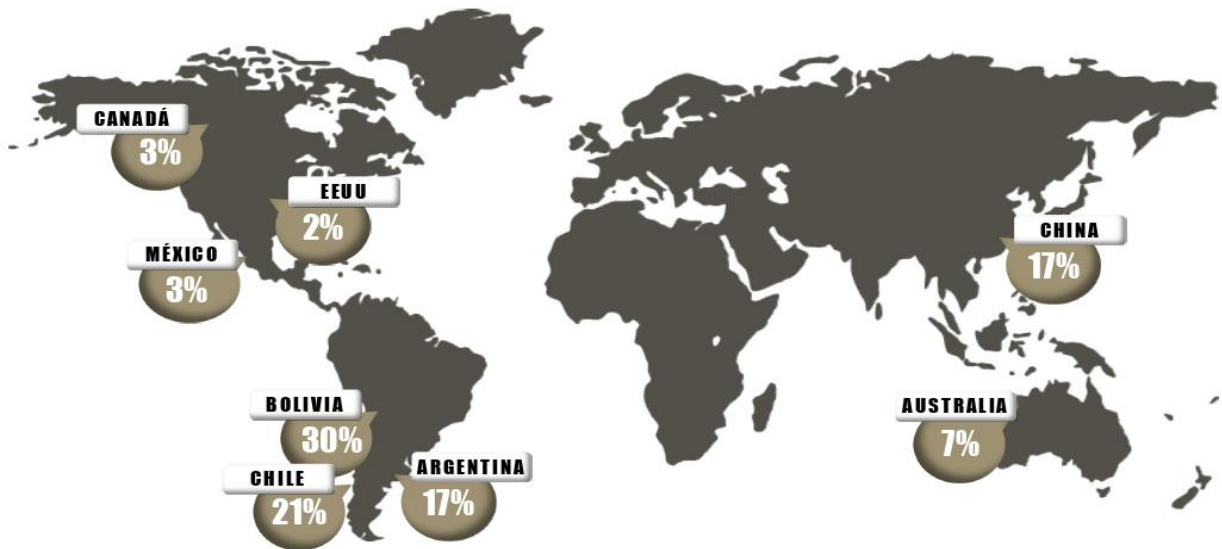 CANADÁ
3%
EEUU
2%
MÉXICO
3%
CHINA
17%
BOLIVIA
30%
AUSTRALIA
7%
CHILE
21%
ARGENTINA
17%